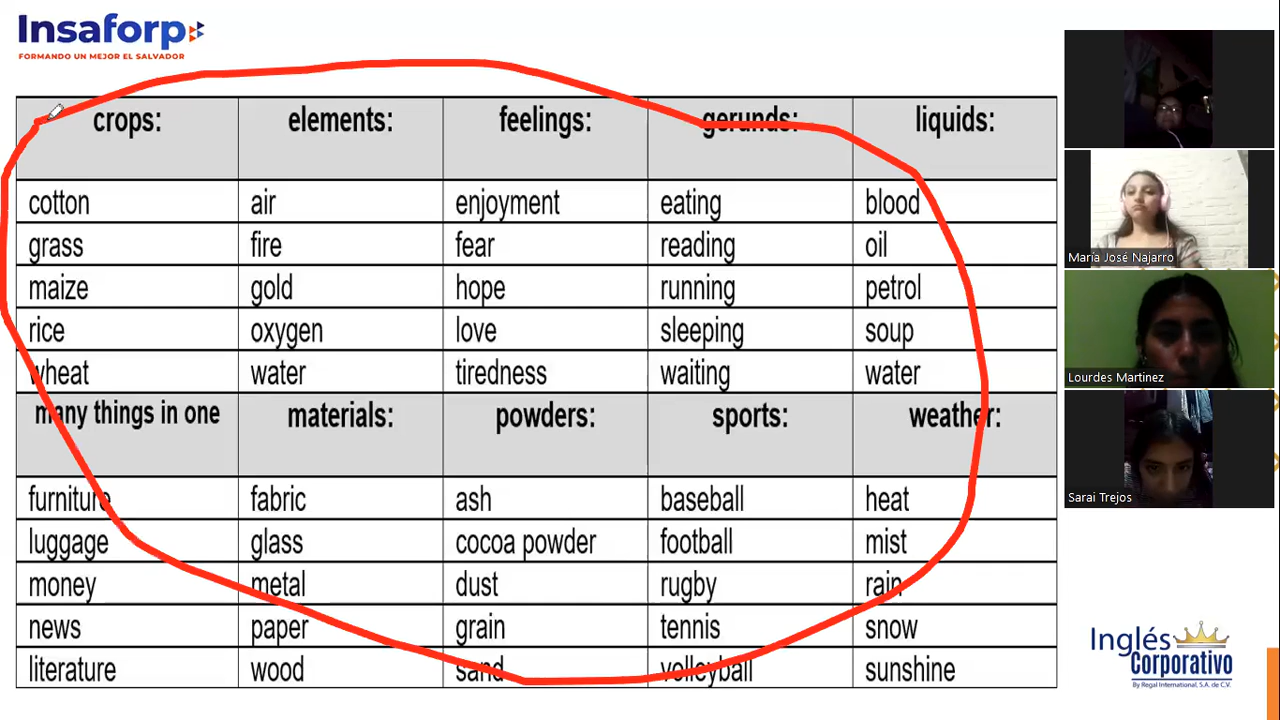 Insaforp
FORMANDO UN MEJOR EL SALVADOR
crops: elements: feelings: gerunds: liquids:
cotton air enjoyment eating blood
grass fire fear reading oil
maize gold hope running petrol
rice oxygen love sleeping soup
wheat water tiredness waiting water
many things in one materials: powders: sports: weather:
furniture fabric ash baseball heat
luggage glass cocoa powder football mist
money metal dust rugby rain
news paper grain tennis snow
literature wood sand volleyball sunshine
María José Najarro
Lourdes Martinez
Sarai Trejos
Inglés
Corporativo
By Regal International, S.A. de C.V.